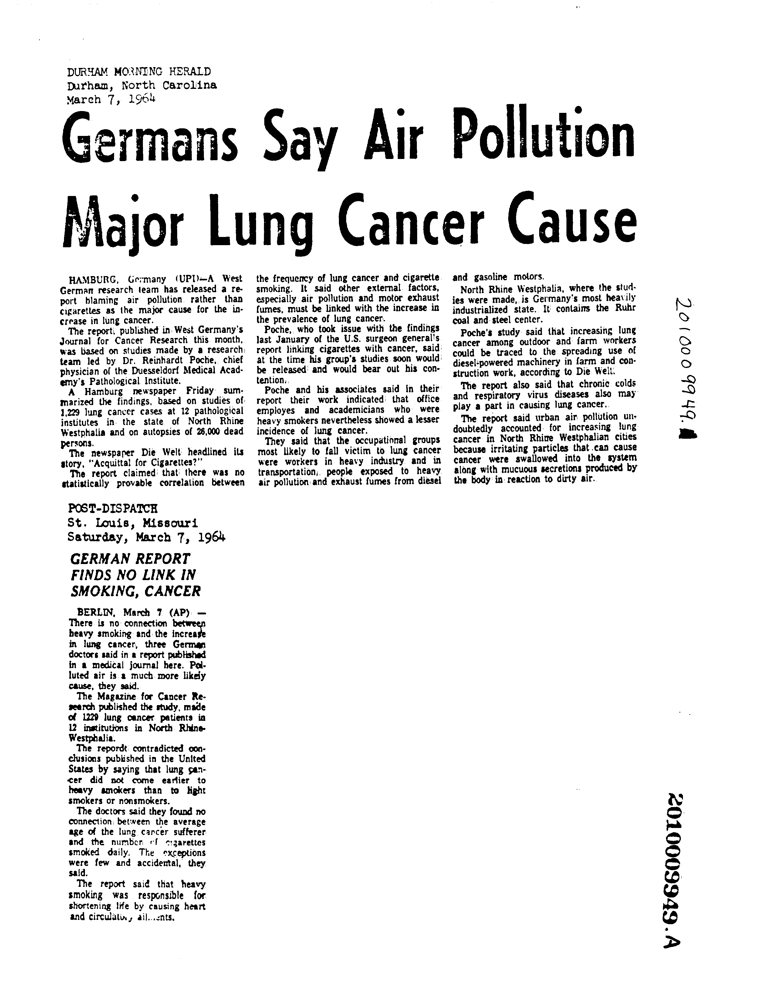 DURHAM MORNING HERALD
Durham, North Carolina
March 7, 1964
Germans Say Air Pollution
Major Lung Cancer Cause
HAMBURG, Germany (UPI)—A West
German research team has released a re-
port blaming air pollution rather than
cigarettes as the major cause for the in-
crease in lung cancer.
The report, published in West Germany's
Journal for Cancer Research this month,
was based on studies made by a research
team led by Dr. Reinhardt Poche, chief
physician of the Duesseldorf Medical Acad-
emy's Pathological Institute.
A Hamburg newspaper Friday sum-
marized the findings, based on studies of
1,229 lung cancer cases at 12 pathological
institutes in the state of North Rhine
Westphalia and on autopsies of 26,000 dead
persons.
The newspaper Die Welt headlined its
story, "Acquittal for Cigarettes?"
The report claimed that there was no
statistically provable correlation between
the frequency of lung cancer and cigarette
smoking. It said other external factors,
especially air pollution and motor exhaust
fumes, must be linked with the increase in
the prevalence of lung cancer.
Poche, who took issue with the findings
last January of the U.S. surgeon general's
report linking cigarettes with cancer, said
at the time his group's studies soon would
be released and would bear out his con-
tention.
Poche and his associates said in their
report their work indicated that office
employes and academicians who were
heavy smokers nevertheless showed a lesser
incidence of lung cancer.
They said that the occupational groups
most likely to fall victim to lung cancer
were workers in heavy industry and in
transportation, people exposed to heavy
air pollution and exhaust fumes from diesel
and gasoline motors.
North Rhine Westphalia, where the stud-
ies were made, is Germany's most heavily
industrialized state. It contains the Ruhr
coal and steel center.
Poche's study said that increasing lung
cancer among outdoor and farm workers
could be traced to the spreading use of
diesel-powered machinery in farm and con-
struction work, according to Die Welt.
The report also said that chronic colds
and respiratory virus diseases also may
play a part in causing lung cancer.
The report said urban air pollution un-
doubtedly accounted for increasing lung
cancer in North Rhine Westphalian cities
because irritating particles that can cause
cancer were swallowed into the system
along with mucuous secretions produced by
the body in reaction to dirty air.
POST-DISPATCH
St. Louis, Missouri
Saturday, March 7, 1964
GERMAN REPORT
FINDS NO LINK IN
SMOKING, CANCER
BERLIN, March 7 (AP) —
There is no connection between
heavy smoking and the increase
in lung cancer, three German
doctors said in a report published
in a medical journal here. Pol-
luted air is a much more likely
cause, they said.
The Magazine for Cancer Re-
search published the study, made
of 1229 lung cancer patients in
12 institutions in North Rhine-
Westphalia.
The repordt contradicted con-
clusions published in the United
States by saying that lung can-
cer did not come earlier to
heavy smokers than to light
smokers or nonsmokers.
The doctors said they found no
connection between the average
age of the lung cancer sufferer
and the number of cigarettes
smoked daily. The exceptions
were few and accidental, they
said.
The report said that heavy
smoking was responsible for
shortening life by causing heart
and circulatory ailments.
2010009949.A
2010009949.A